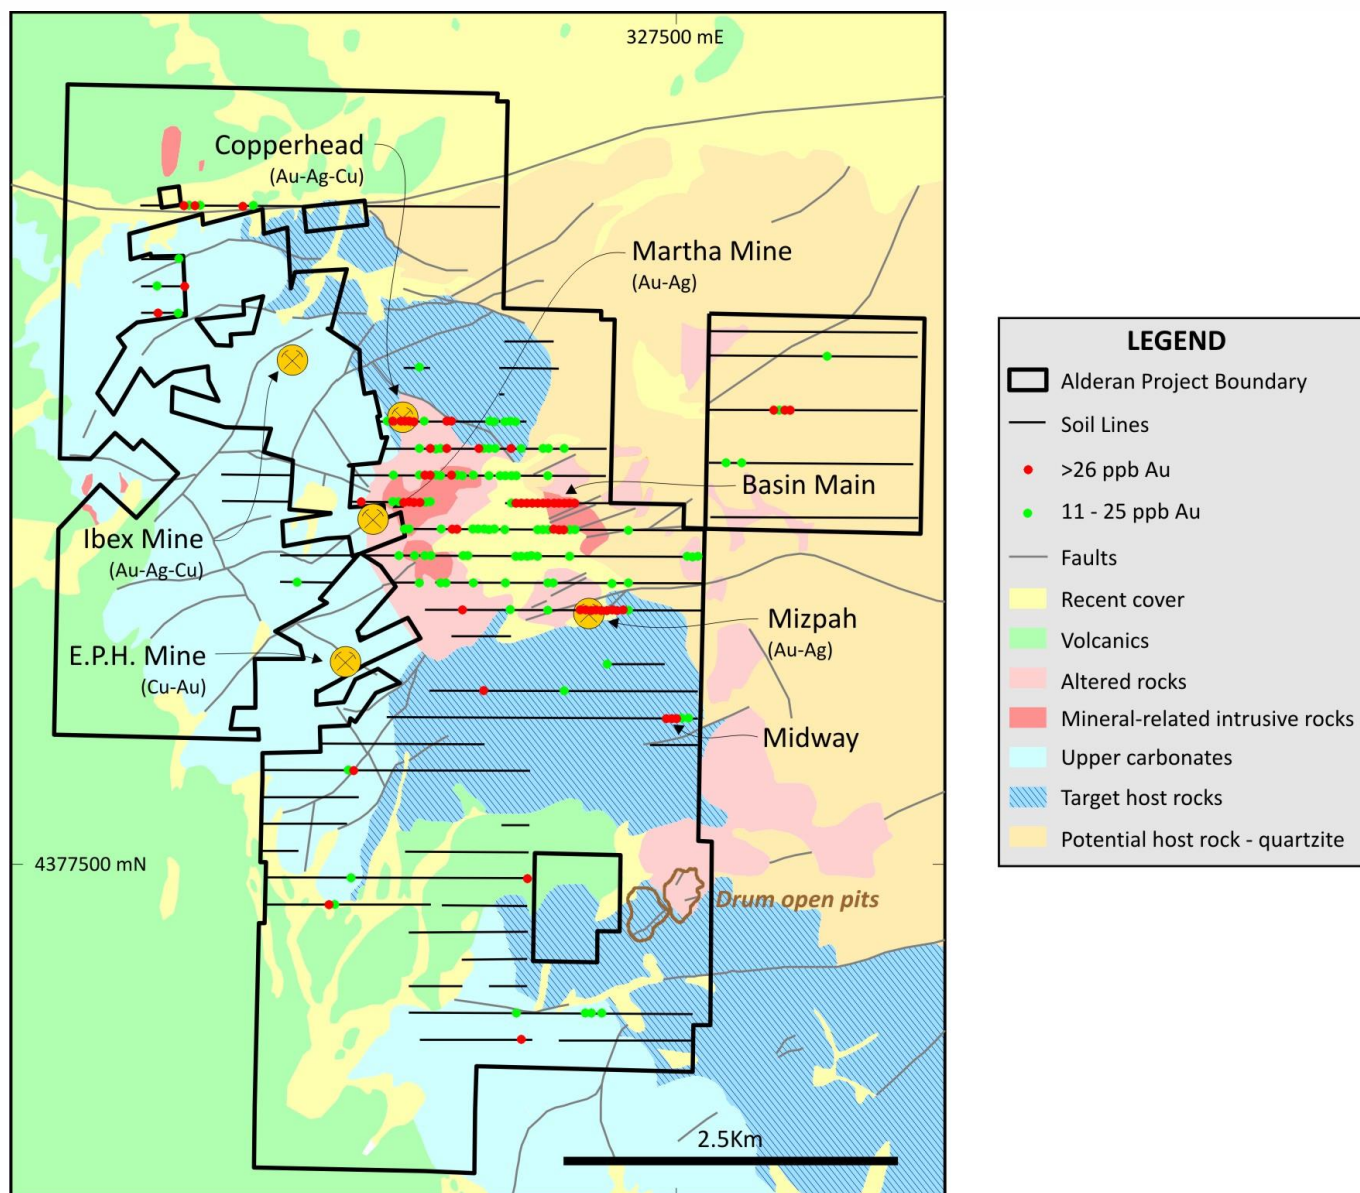 327500 mE
Copperhead
(Au-Ag-Cu)
Martha Mine
(Au-Ag)
Basin Main
Ibex Mine
(Au-Ag-Cu)
Mizpah
(Au-Ag)
E.P.H. Mine
(Cu-Au)
Midway
4377500 mN
Drum open pits
2.5Km
LEGEND
Alderan Project Boundary
Soil Lines
>26 ppb Au
11 - 25 ppb Au
Faults
Recent cover
Volcanics
Altered rocks
Mineral-related intrusive rocks
Upper carbonates
Target host rocks
Potential host rock - quartzite